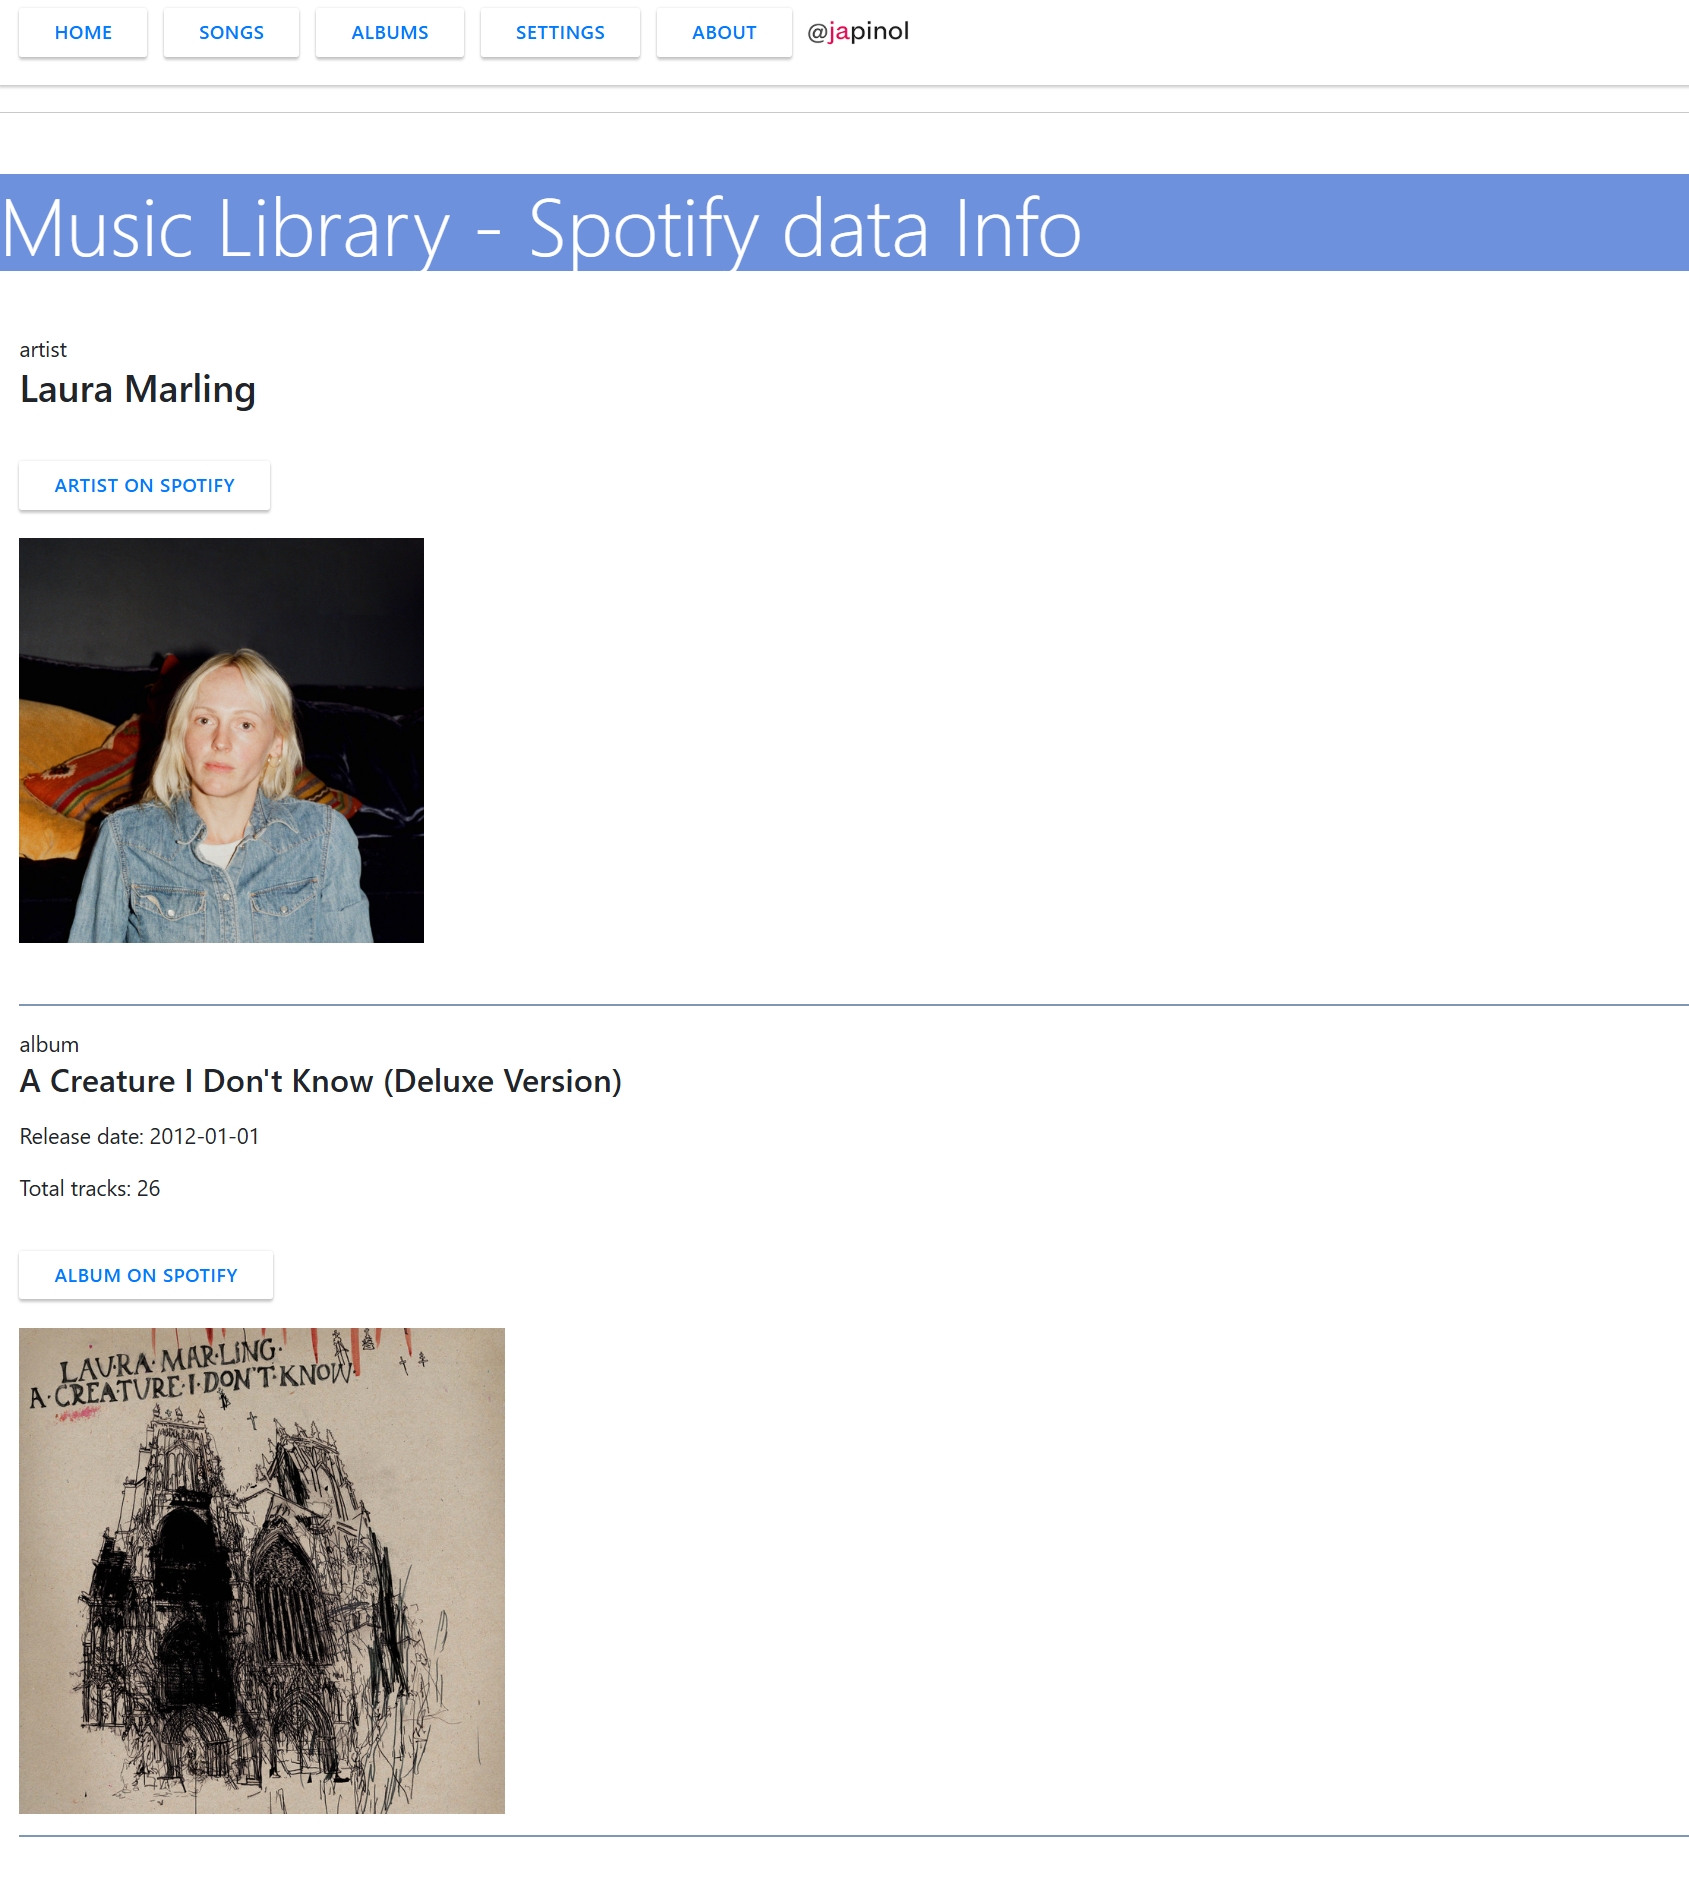 HOME SONGS ALBUMS SETTINGS ABOUT @japinol
Music Library - Spotify data Info
artist
Laura Marling
ARTIST ON SPOTIFY
album
A Creature I Don't Know (Deluxe Version)
Release date: 2012-01-01
Total tracks: 26
ALBUM ON SPOTIFY
LAURA·MARLING·
A·CREATURE·I·DON'T·KNOW·